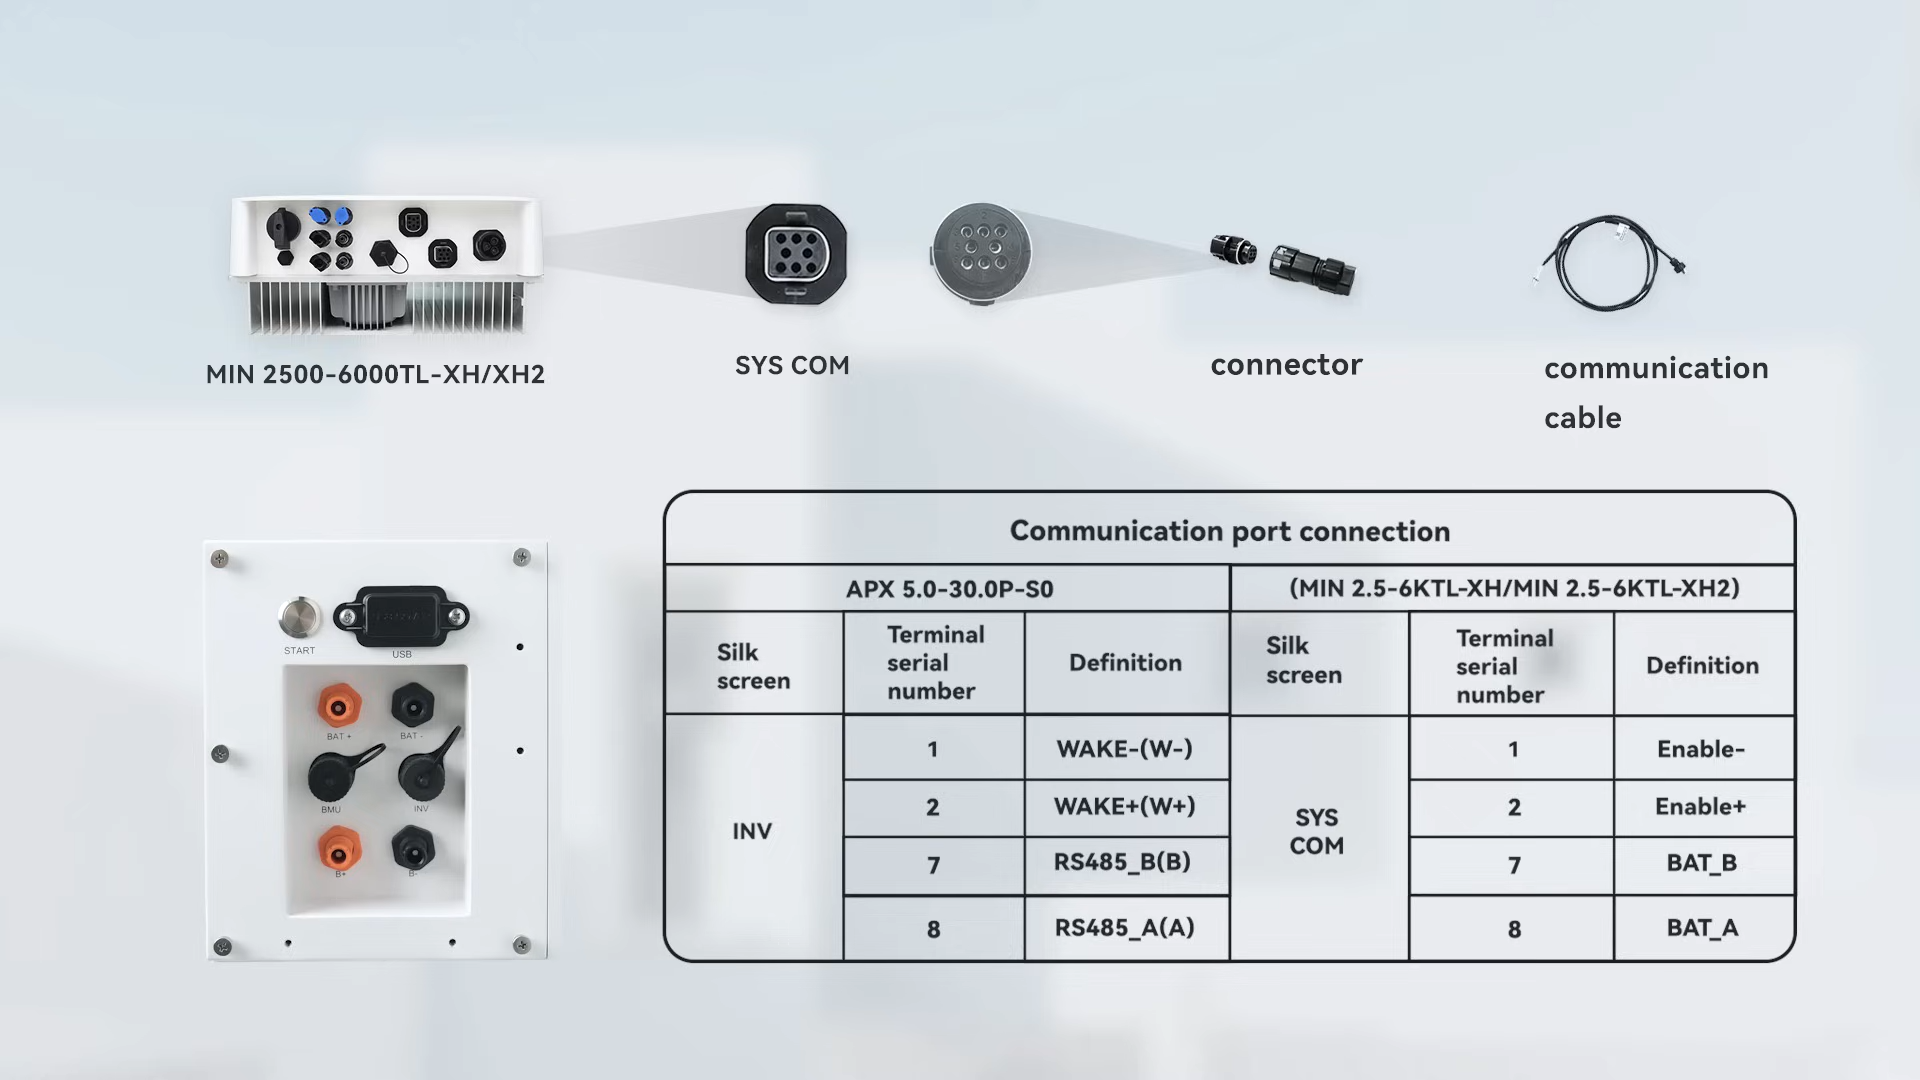 MIN 2500-6000TL-XH/XH2
SYS COM
connector
communication
cable
START
USB
BAT +
BAT -
BMU
INV
B+
B-
Communication port connection
APX 5.0-30.0P-S0
(MIN 2.5-6KTL-XH/MIN 2.5-6KTL-XH2)
Silk
screen
Terminal
serial
number
Definition
Silk
screen
Terminal
serial
number
Definition
INV
1
WAKE-(W-)
SYS
COM
1
Enable-
2
WAKE+(W+)
2
Enable+
7
RS485_B(B)
7
BAT_B
8
RS485_A(A)
8
BAT_A